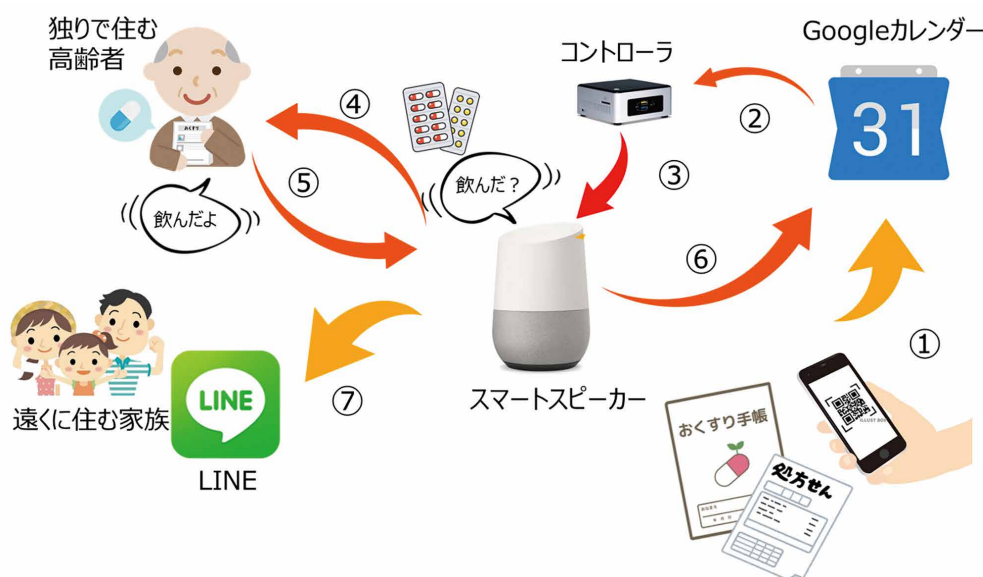 独りで住む
高齢者
コントローラ
Googleカレンダー
④
②
31
⑤
飲んだ？
③
飲んだよ
⑥
①
LINE
⑦
遠くに住む家族
スマートスピーカー
LINE
おくすり手帳
処方せん